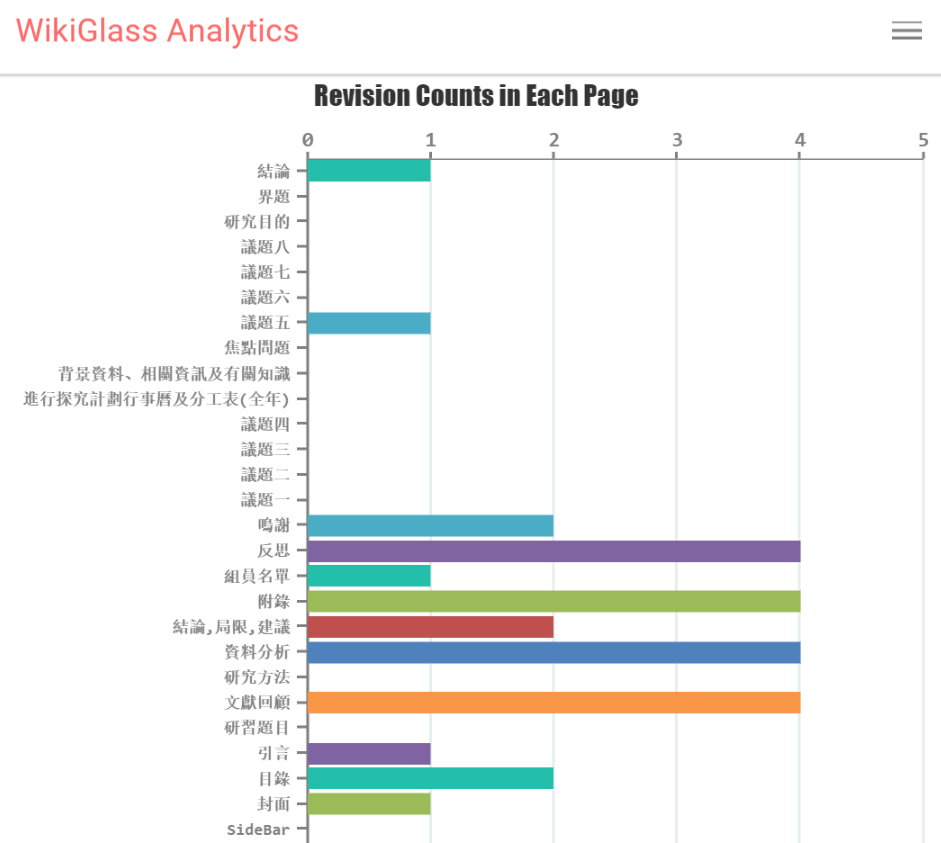 WikiGlass Analytics
Revision Counts in Each Page
0 1 2 3 4 5
結論
界題
研究目的
議題八
議題七
議題六
議題五
焦點問題
背景資料、相關資訊及有關知識
進行探究計劃行事曆及分工表(全年)
議題四
議題三
議題二
議題一
鳴謝
反思
組員名單
附錄
結論,局限,建議
資料分析
研究方法
文獻回顧
研習題目
引言
目錄
封面
SideBar